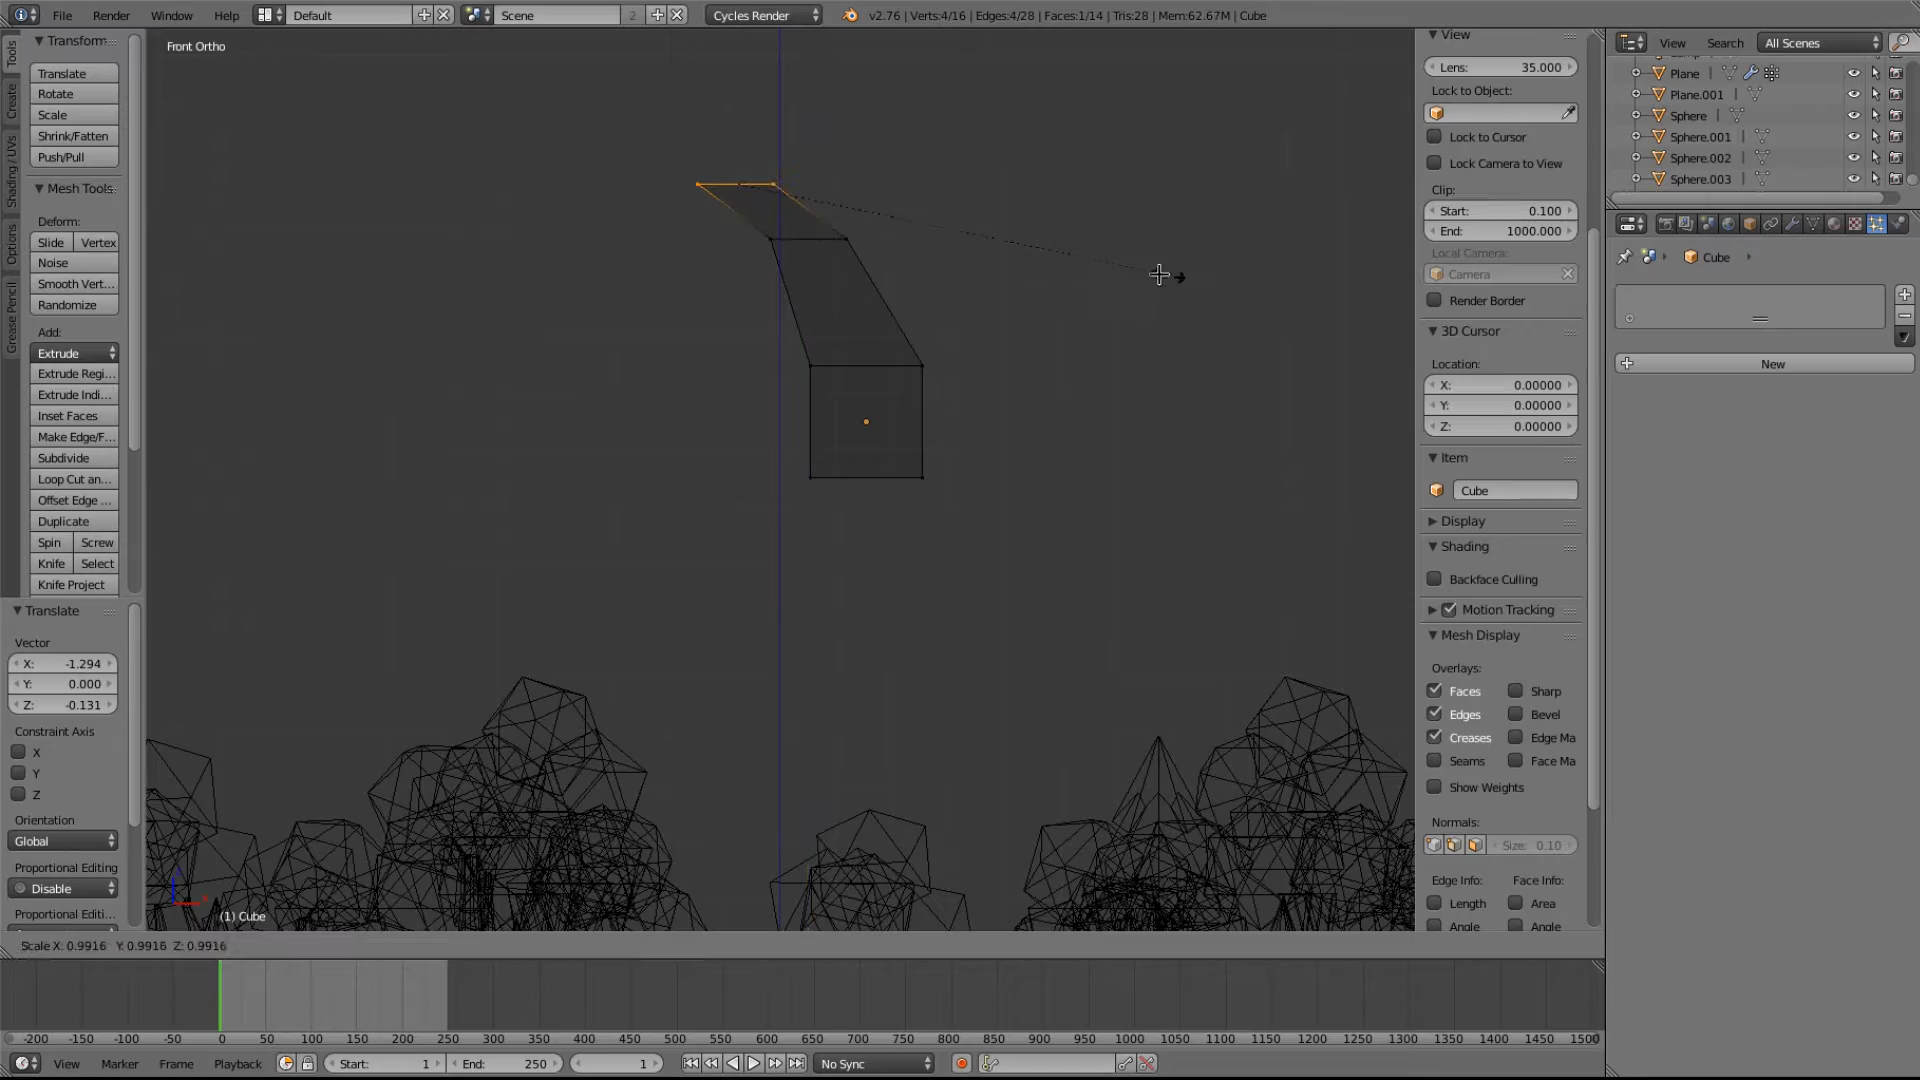 File Render Window Help Default Scene 2 Cycles Render v2.76 | Verts:4/16 | Edges:4/28 | Faces:1/14 | Tris:28 | Mem:62.67M | Cube
Tools
Create
Shading / UVs
Options
Grease Pencil
Transform
Translate
Rotate
Scale
Shrink/Fatten
Push/Pull
Mesh Tools
Deform:
Slide Vertex
Noise
Smooth Vert...
Randomize
Add:
Extrude
Extrude Regi...
Extrude Indi...
Inset Faces
Make Edge/F...
Subdivide
Loop Cut an...
Offset Edge ...
Duplicate
Spin Screw
Knife Select
Knife Project
Translate
Vector
X: -1.294
Y: 0.000
Z: -0.131
Constraint Axis
X
Y
Z
Orientation
Global
Proportional Editing
Disable
Proportional Editi...
Front Ortho
(1) Cube
Scale X: 0.9916 Y: 0.9916 Z: 0.9916
View
Lens: 35.000
Lock to Object:
Lock to Cursor
Lock Camera to View
Clip:
Start: 0.100
End: 1000.000
Local Camera:
Camera
Render Border
3D Cursor
Location:
X: 0.00000
Y: 0.00000
Z: 0.00000
Item
Cube
Display
Shading
Backface Culling
Motion Tracking
Mesh Display
Overlays:
Faces Sharp
Edges Bevel
Creases Edge Ma
Seams Face Ma
Show Weights
Normals:
Size: 0.10
Edge Info: Face Info:
Length Area
Angle Angle
View Search All Scenes
Plane
Plane.001
Sphere
Sphere.001
Sphere.002
Sphere.003
Cube
New
-200 -150 -100 -50 0 50 100 150 200 250 300 350 400 450 500 550 600 650 700 750 800 850 900 950 1000 1050 1100 1150 1200 1250 1300 1350 1400 1450 1500
View Marker Frame Playback Start: 1 End: 250 1 No Sync